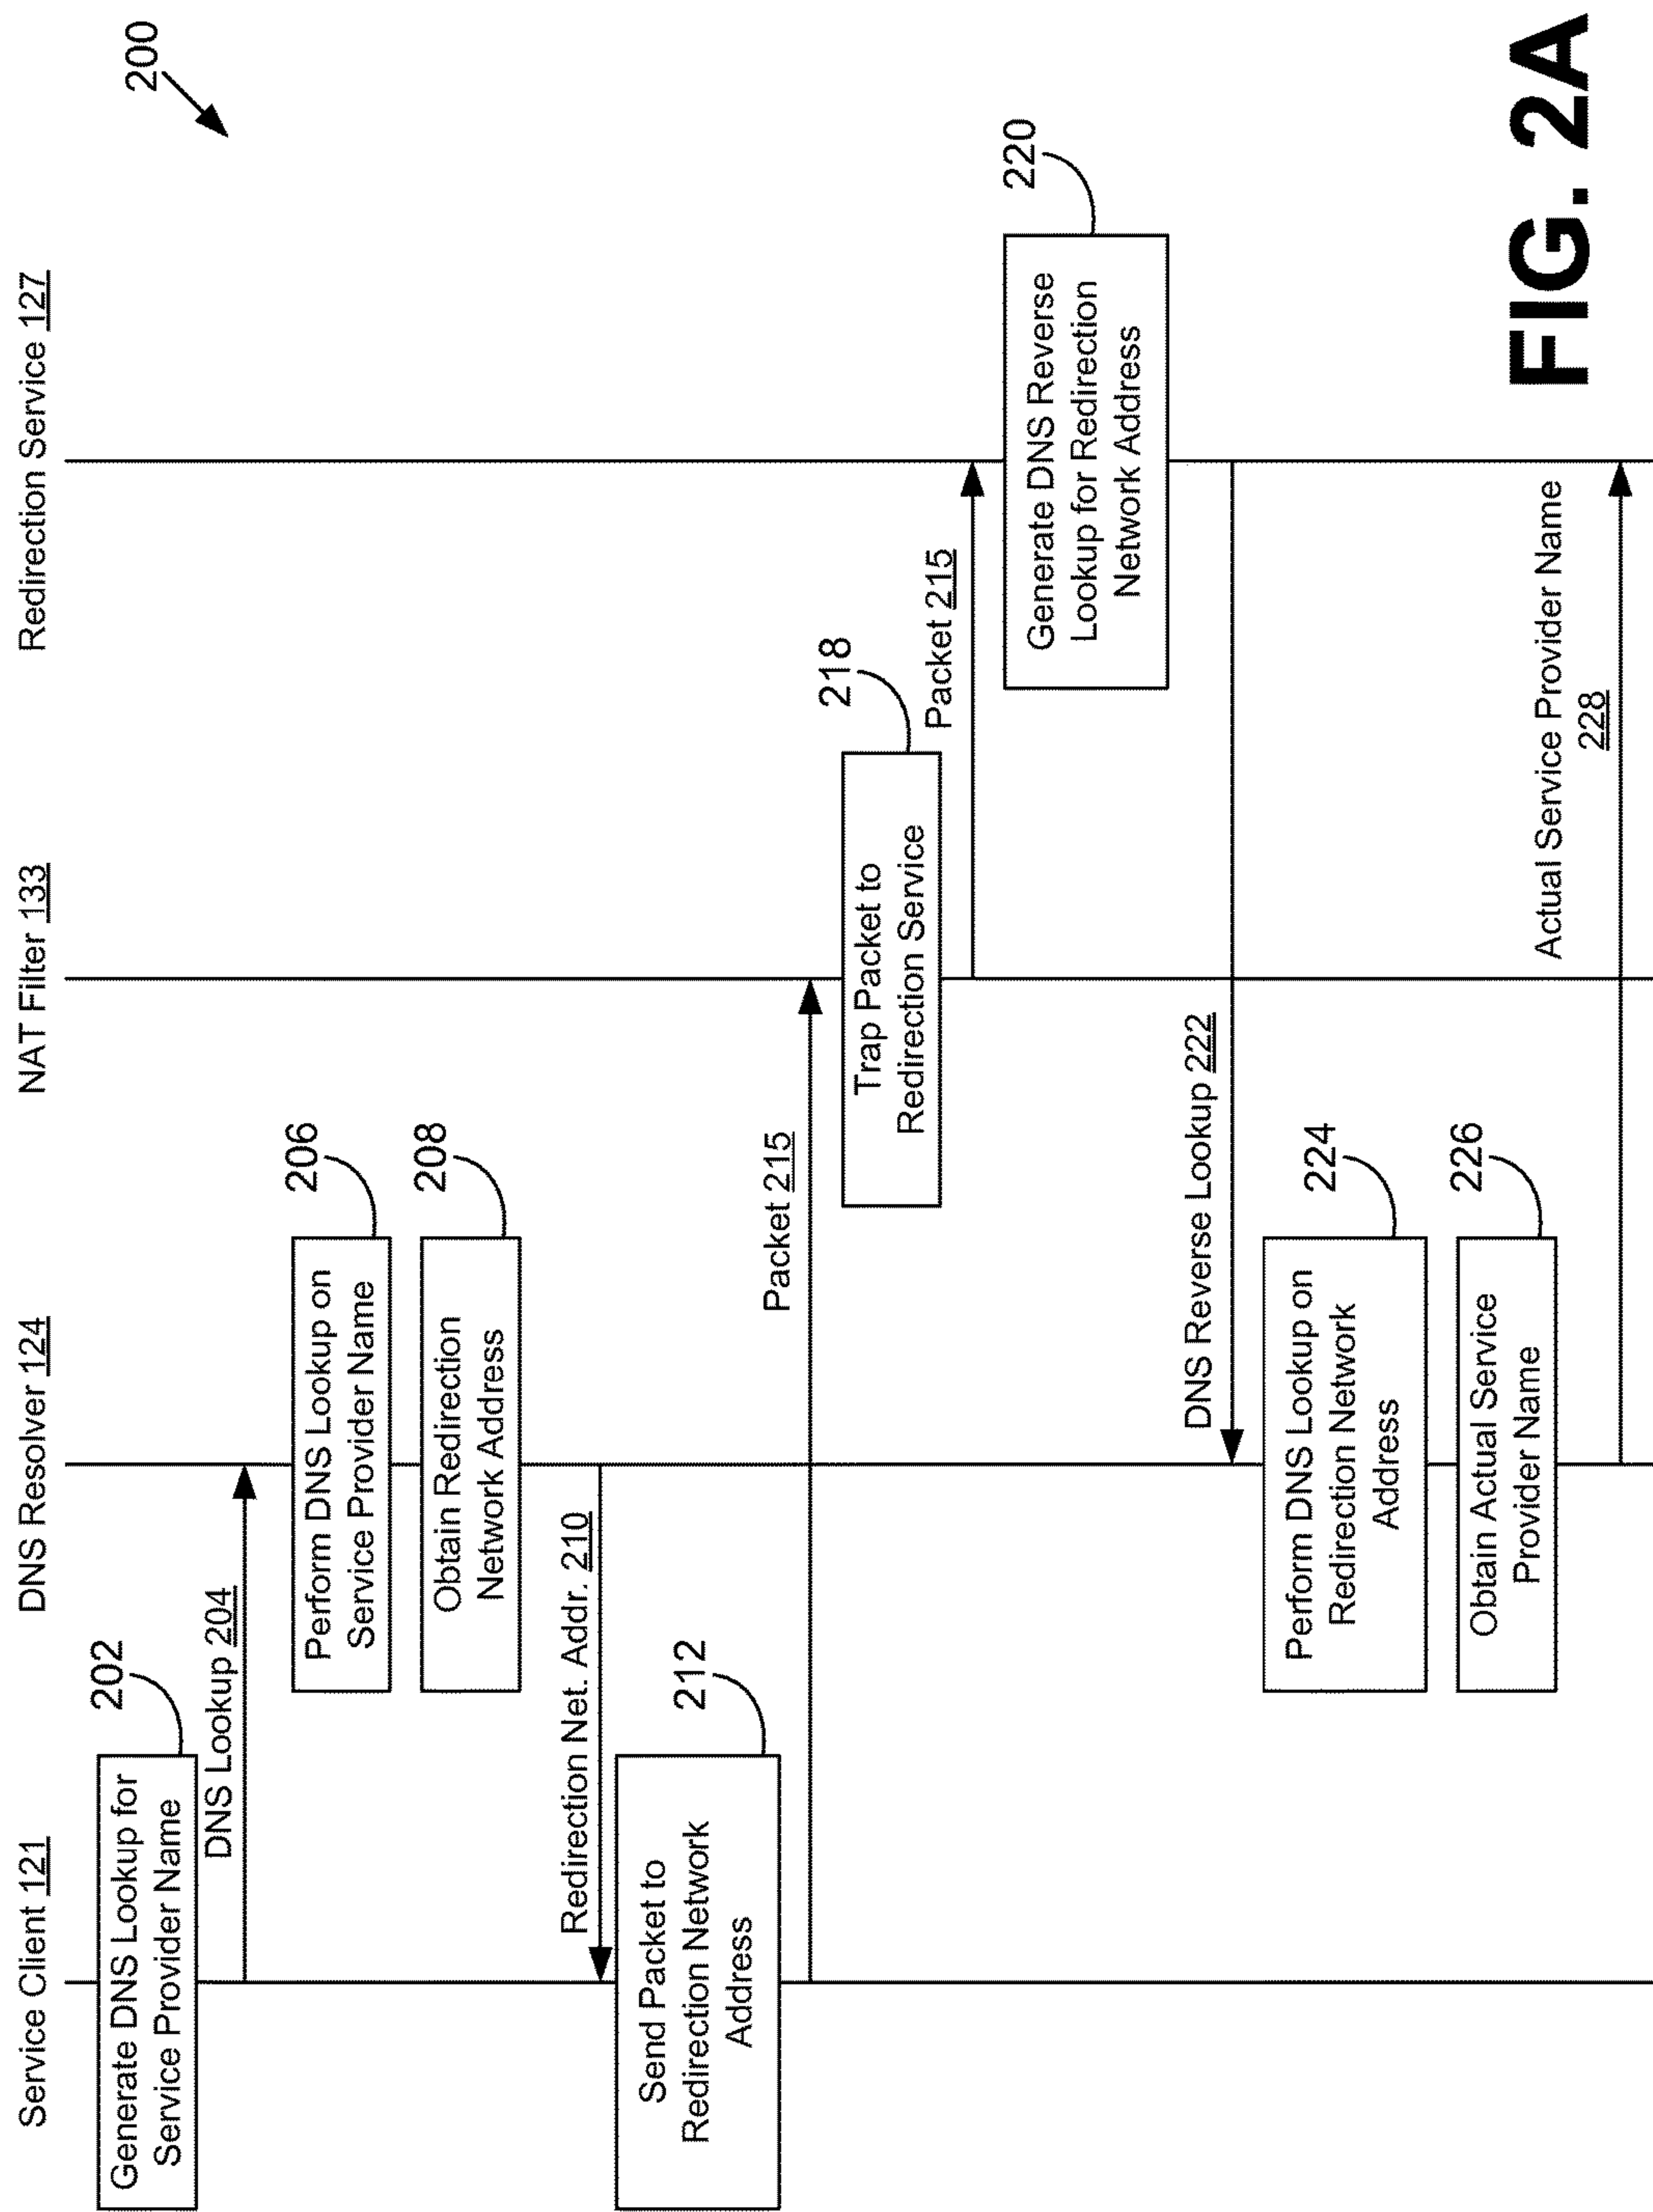 200
Service Client 121
DNS Resolver 124
NAT Filter 133
Redirection Service 127
202
Generate DNS Lookup for
Service Provider Name
DNS Lookup 204
206
Perform DNS Lookup on
Service Provider Name
208
Obtain Redirection
Network Address
Redirection Net. Addr. 210
212
Send Packet to
Redirection Network
Address
Packet 215
218
Trap Packet to
Redirection Service
Packet 215
220
Generate DNS Reverse
Lookup for Redirection
Network Address
DNS Reverse Lookup 222
224
Perform DNS Lookup on
Redirection Network
Address
226
Obtain Actual Service
Provider Name
Actual Service Provider Name
228
FIG. 2A